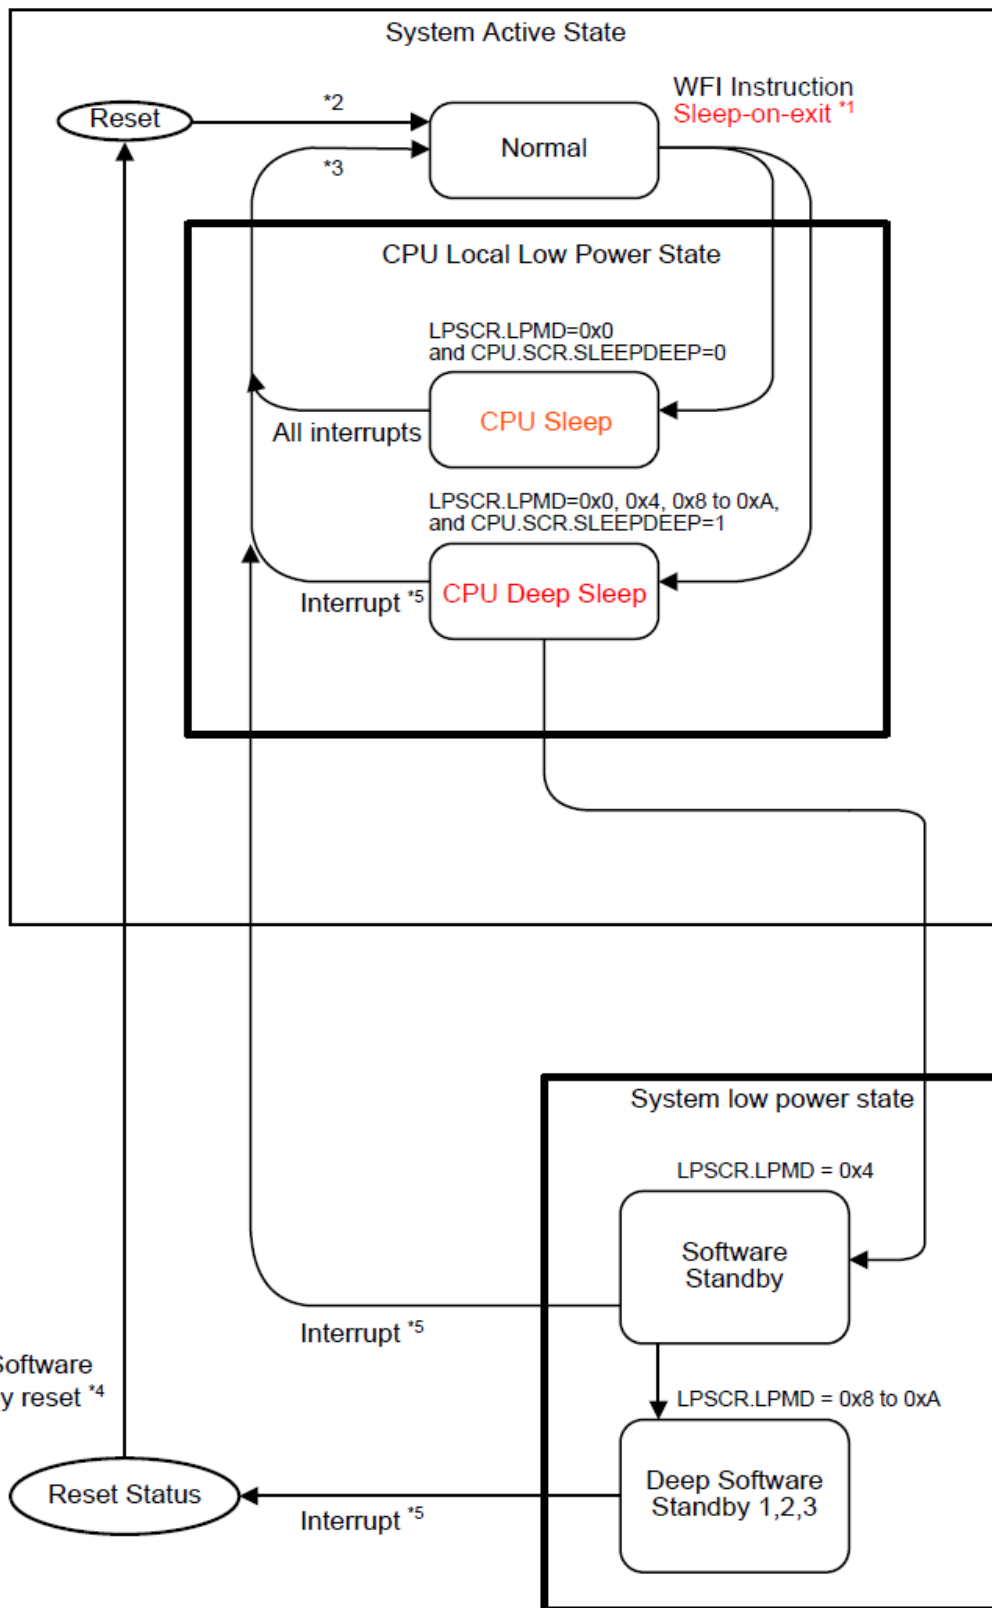 System Active State
WFI Instruction
Sleep-on-exit *1
Reset
*2
Normal
*3
CPU Local Low Power State
LPSCR.LPMD=0x0
and CPU.SCR.SLEEPDEEP=0
CPU Sleep
All interrupts
LPSCR.LPMD=0x0, 0x4, 0x8 to 0xA,
and CPU.SCR.SLEEPDEEP=1
CPU Deep Sleep
Interrupt *5
System low power state
LPSCR.LPMD = 0x4
Software
Standby
Interrupt *5
Software
y reset *4
LPSCR.LPMD = 0x8 to 0xA
Reset Status
Deep Software
Standby 1,2,3
Interrupt *5